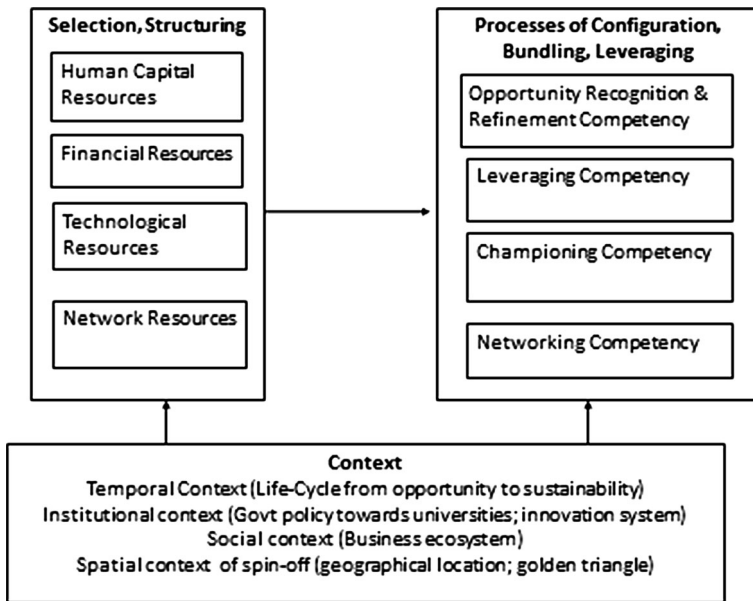 Selection, Structuring
Human Capital
Resources
Financial Resources
Technological
Resources
Network Resources
Processes of Configuration,
Bundling, Leveraging
Opportunity Recognition &
Refinement Competency
Leveraging Competency
Championing Competency
Networking Competency
Context
Temporal Context (Life-Cycle from opportunity to sustainability)
Institutional context (Govt policy towards universities; innovation system)
Social context (Business ecosystem)
Spatial context of spin-off (geographical location; golden triangle)